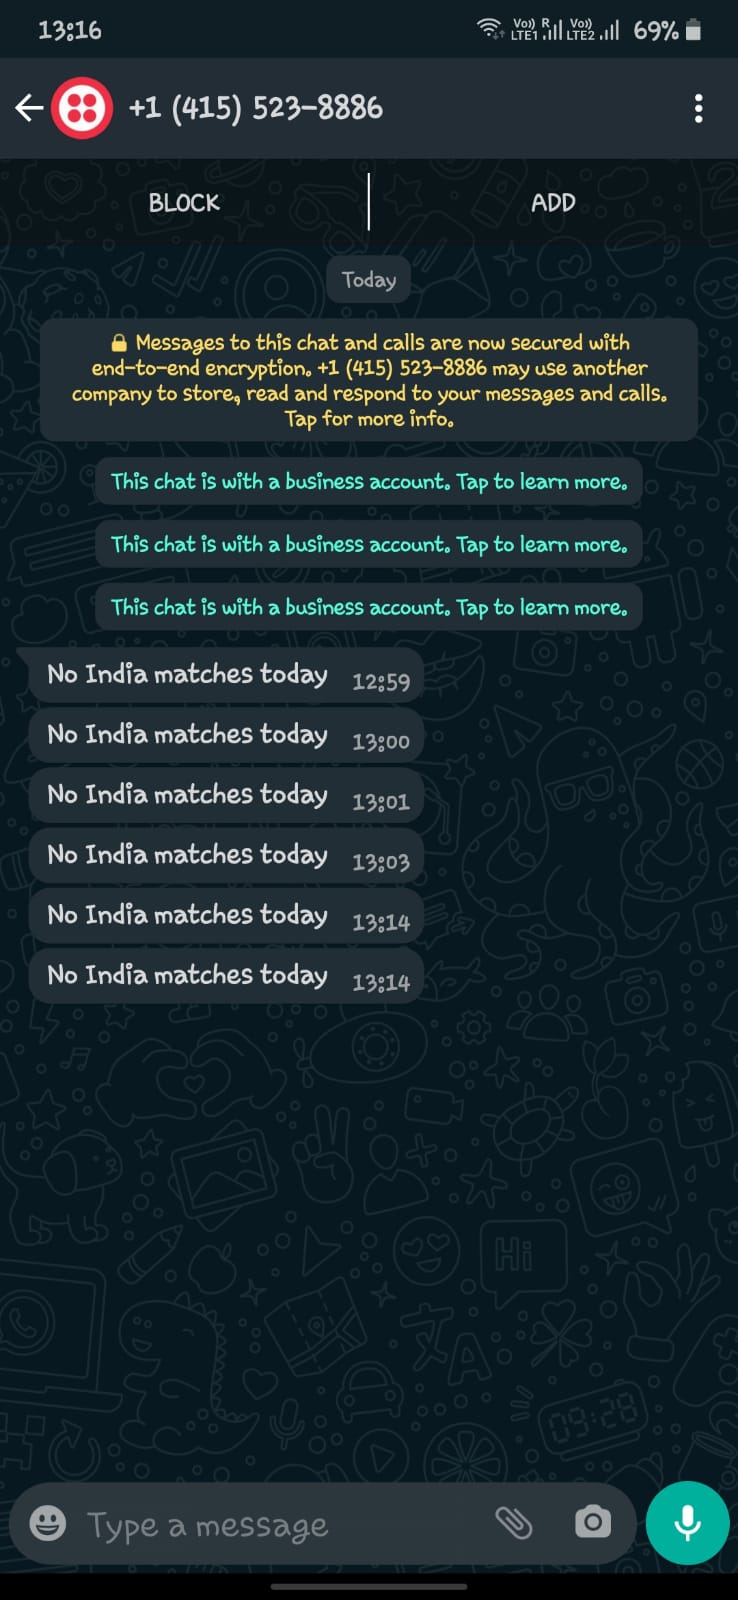 13:16
Vo) R Vo)
LTE1 LTE2 69%
+1 (415) 523-8886
BLOCK ADD
Today
Messages to this chat and calls are now secured with
end-to-end encryption. +1 (415) 523-8886 may use another
company to store, read and respond to your messages and calls.
Tap for more info.
This chat is with a business account. Tap to learn more.
This chat is with a business account. Tap to learn more.
This chat is with a business account. Tap to learn more.
No India matches today 12:59
No India matches today 13:00
No India matches today 13:01
No India matches today 13:03
No India matches today 13:14
No India matches today 13:14
Hi
文A
09:28
Type a message